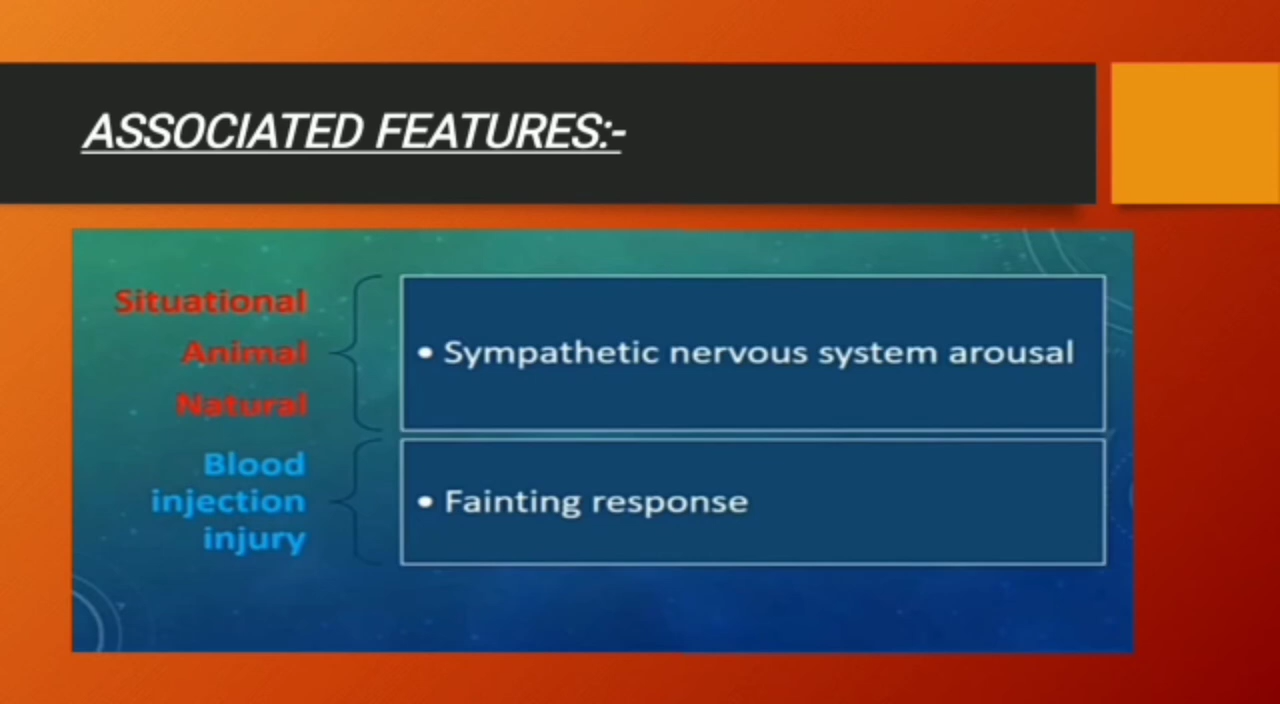 ASSOCIATED FEATURES:-
Situational
Animal
Natural
• Sympathetic nervous system arousal
Blood
injection
injury
• Fainting response